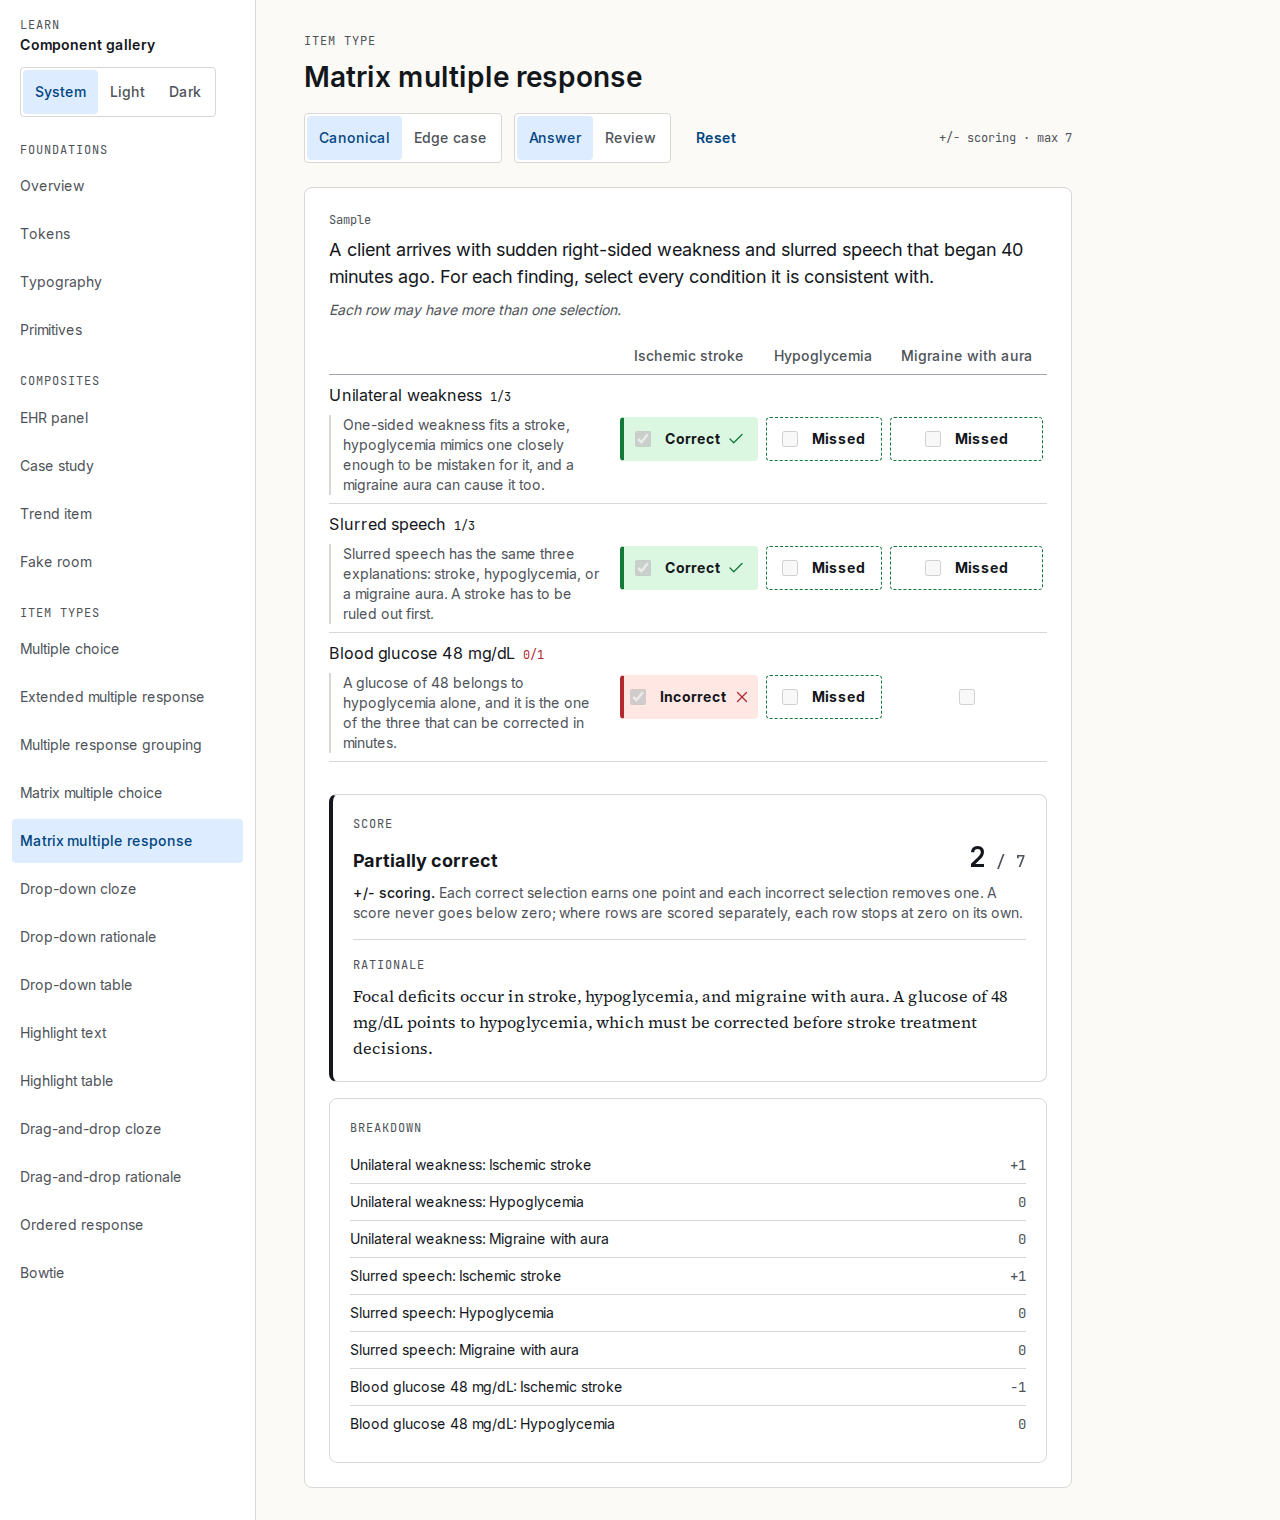 LEARN
Component gallery
System Light Dark
FOUNDATIONS
Overview
Tokens
Typography
Primitives
COMPOSITES
EHR panel
Case study
Trend item
Fake room
ITEM TYPES
Multiple choice
Extended multiple response
Multiple response grouping
Matrix multiple choice
Matrix multiple response
Drop-down cloze
Drop-down rationale
Drop-down table
Highlight text
Highlight table
Drag-and-drop cloze
Drag-and-drop rationale
Ordered response
Bowtie
ITEM TYPE
Matrix multiple response
Canonical Edge case Answer Review Reset +/- scoring · max 7
Sample
A client arrives with sudden right-sided weakness and slurred speech that began 40
minutes ago. For each finding, select every condition it is consistent with.
Each row may have more than one selection.
Ischemic stroke Hypoglycemia Migraine with aura
Unilateral weakness 1/3
One-sided weakness fits a stroke,
hypoglycemia mimics one closely
enough to be mistaken for it, and a
migraine aura can cause it too.
Correct Missed Missed
Slurred speech 1/3
Slurred speech has the same three
explanations: stroke, hypoglycemia, or
a migraine aura. A stroke has to be
ruled out first.
Correct Missed Missed
Blood glucose 48 mg/dL 0/1
A glucose of 48 belongs to
hypoglycemia alone, and it is the one
of the three that can be corrected in
minutes.
Incorrect Missed
SCORE
Partially correct 2 / 7
+/- scoring. Each correct selection earns one point and each incorrect selection removes one. A
score never goes below zero; where rows are scored separately, each row stops at zero on its own.
RATIONALE
Focal deficits occur in stroke, hypoglycemia, and migraine with aura. A glucose of 48
mg/dL points to hypoglycemia, which must be corrected before stroke treatment
decisions.
BREAKDOWN
Unilateral weakness: Ischemic stroke +1
Unilateral weakness: Hypoglycemia 0
Unilateral weakness: Migraine with aura 0
Slurred speech: Ischemic stroke +1
Slurred speech: Hypoglycemia 0
Slurred speech: Migraine with aura 0
Blood glucose 48 mg/dL: Ischemic stroke -1
Blood glucose 48 mg/dL: Hypoglycemia 0